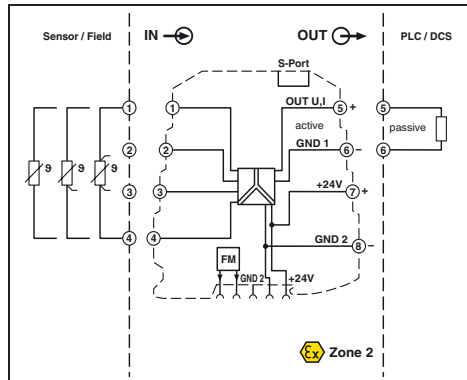 Sensor / Field
IN
OUT
PLC / DCS
S-Port
1
1
OUT U,I
5 +
5
active
passive
2
2
GND 1
6 −
6
ϑ
ϑ
ϑ
3
3
+24V
7 +
4
4
GND 2
8 −
FM
GND 2
+24V
Ex Zone 2